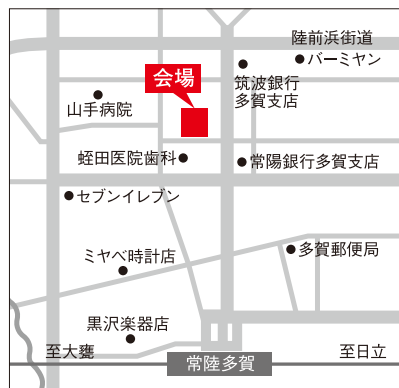 陸前浜街道
バーミヤン
会場
筑波銀行
多賀支店
山手病院
蛭田医院歯科
常陽銀行多賀支店
セブンイレブン
ミヤベ時計店
多賀郵便局
黒沢楽器店
至大甕
至日立
常陸多賀